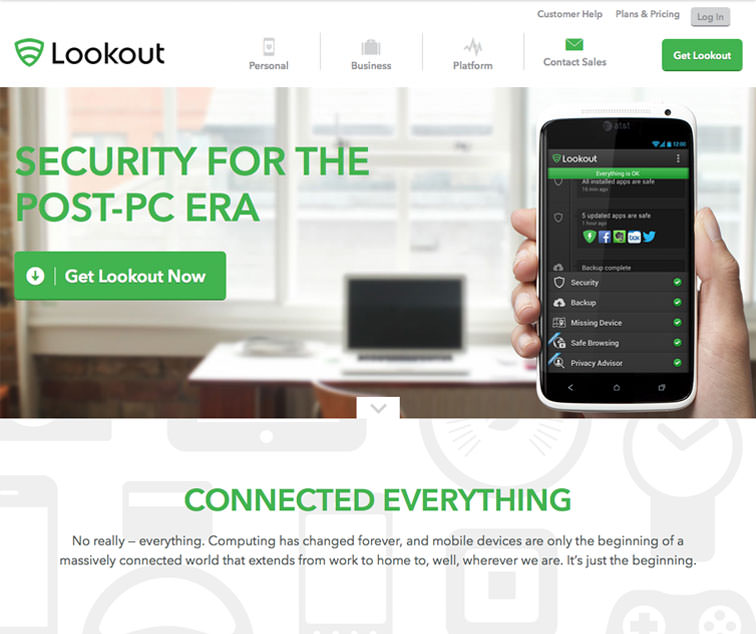 Customer Help Plans & Pricing Log In
Lookout
Personal
Business
Platform
Contact Sales
Get Lookout
SECURITY FOR THE
POST-PC ERA
Get Lookout Now
at&t
12:00
Lookout
Everything is OK
All installed apps are safe
16 min ago
5 updated apps are safe
1 hour ago
box
Backup complete
Security
Backup
Missing Device
Safe Browsing
Privacy Advisor
CONNECTED EVERYTHING
No really – everything. Computing has changed forever, and mobile devices are only the beginning of a
massively connected world that extends from work to home to, well, wherever we are. It's just the beginning.